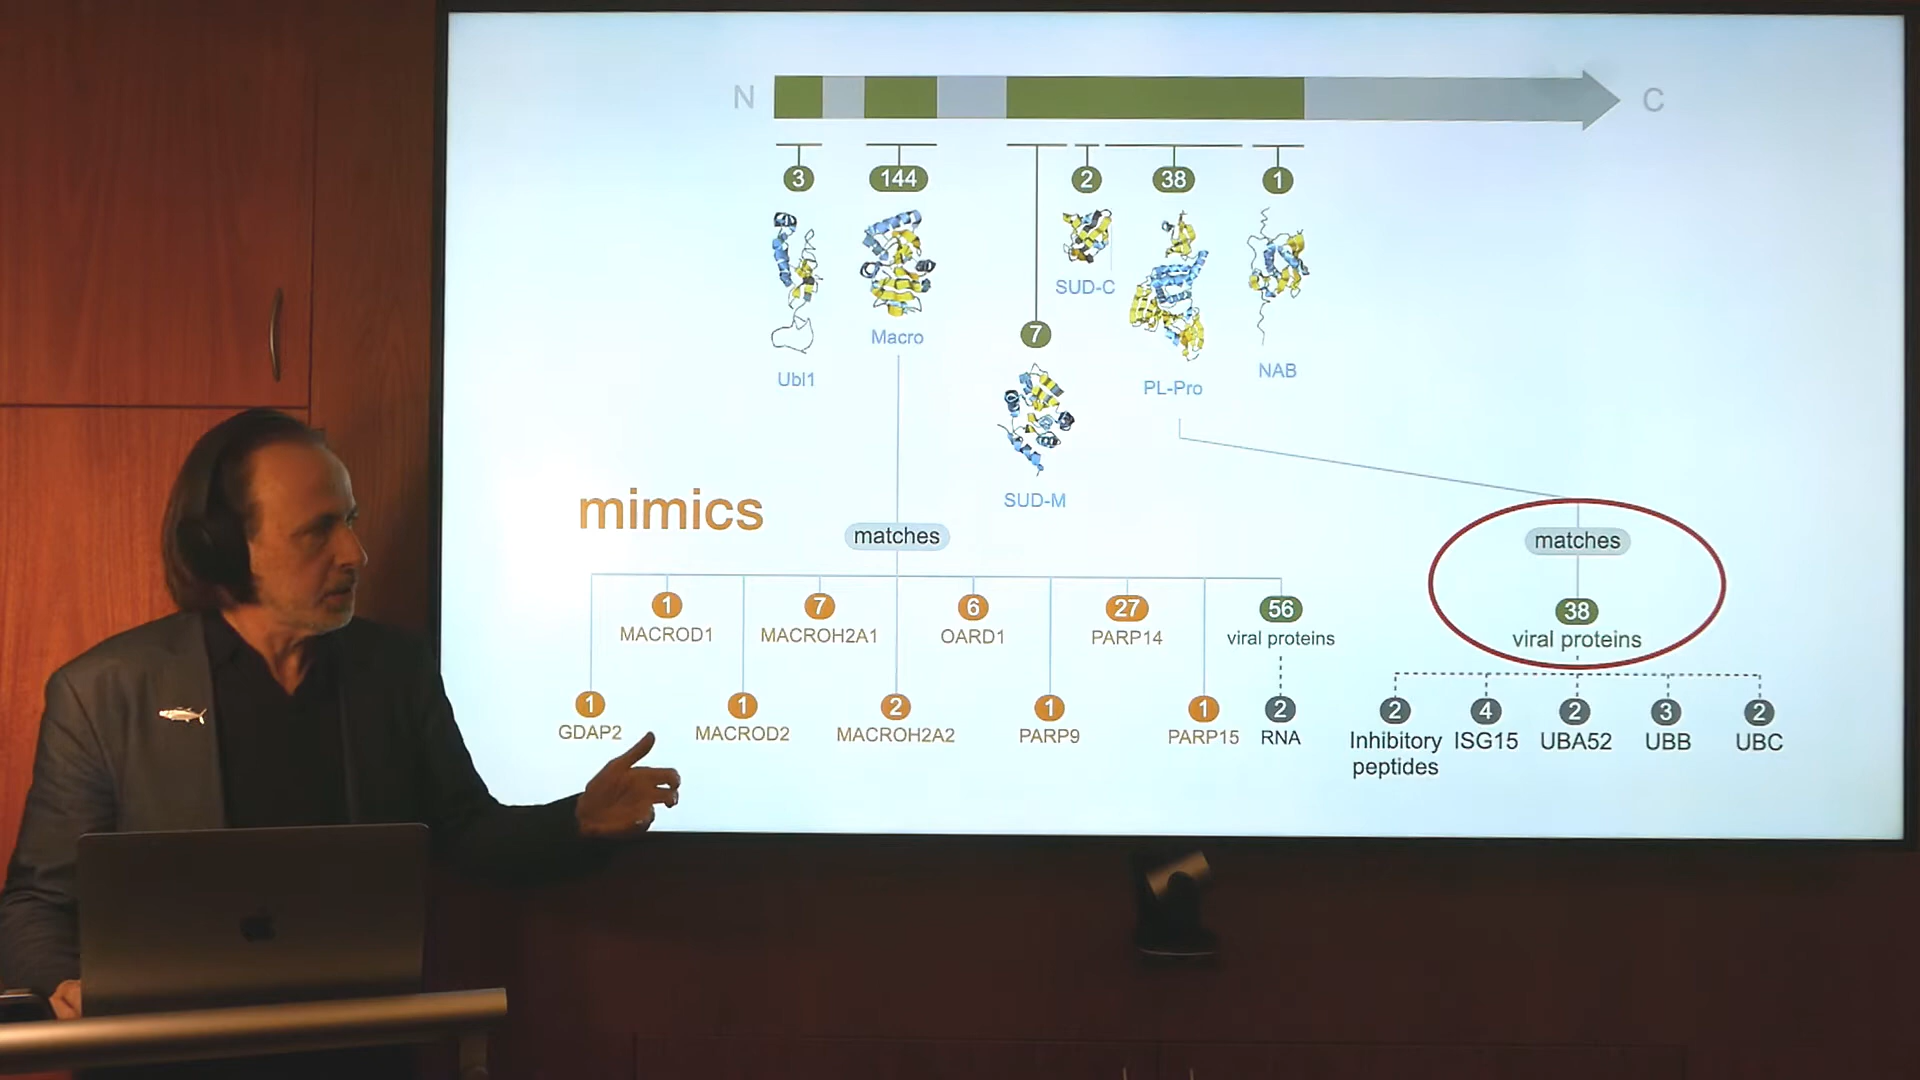 N
C
3
144
2
38
1
SUD-C
7
Macro
NAB
Ubl1
PL-Pro
SUD-M
mimics
matches
matches
1
7
6
27
56
38
MACROD1
MACROH2A1
OARD1
PARP14
viral proteins
viral proteins
1
1
2
1
1
2
2
4
2
3
2
GDAP2
MACROD2
MACROH2A2
PARP9
PARP15
RNA
Inhibitory
peptides
ISG15
UBA52
UBB
UBC